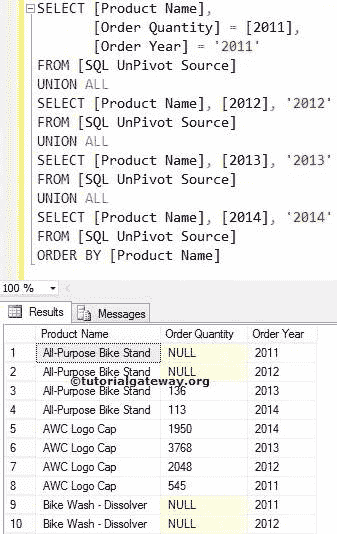 SELECT [Product Name],
[Order Quantity] = [2011],
[Order Year] = '2011'
FROM [SQL UnPivot Source]
UNION ALL
SELECT [Product Name], [2012], '2012'
FROM [SQL UnPivot Source]
UNION ALL
SELECT [Product Name], [2013], '2013'
FROM [SQL UnPivot Source]
UNION ALL
SELECT [Product Name], [2014], '2014'
FROM [SQL UnPivot Source]
ORDER BY [Product Name]
100 %
Results Messages
Product Name Order Quantity Order Year
1 All-Purpose Bike Stand NULL 2011
2 All-Purpose Bike Stand NULL 2012
©tutorialgateway.org
3 All-Purpose Bike Stand 136 2013
4 All-Purpose Bike Stand 113 2014
5 AWC Logo Cap 1950 2014
6 AWC Logo Cap 3768 2013
7 AWC Logo Cap 2048 2012
8 AWC Logo Cap 545 2011
9 Bike Wash - Dissolver NULL 2011
10 Bike Wash - Dissolver NULL 2012